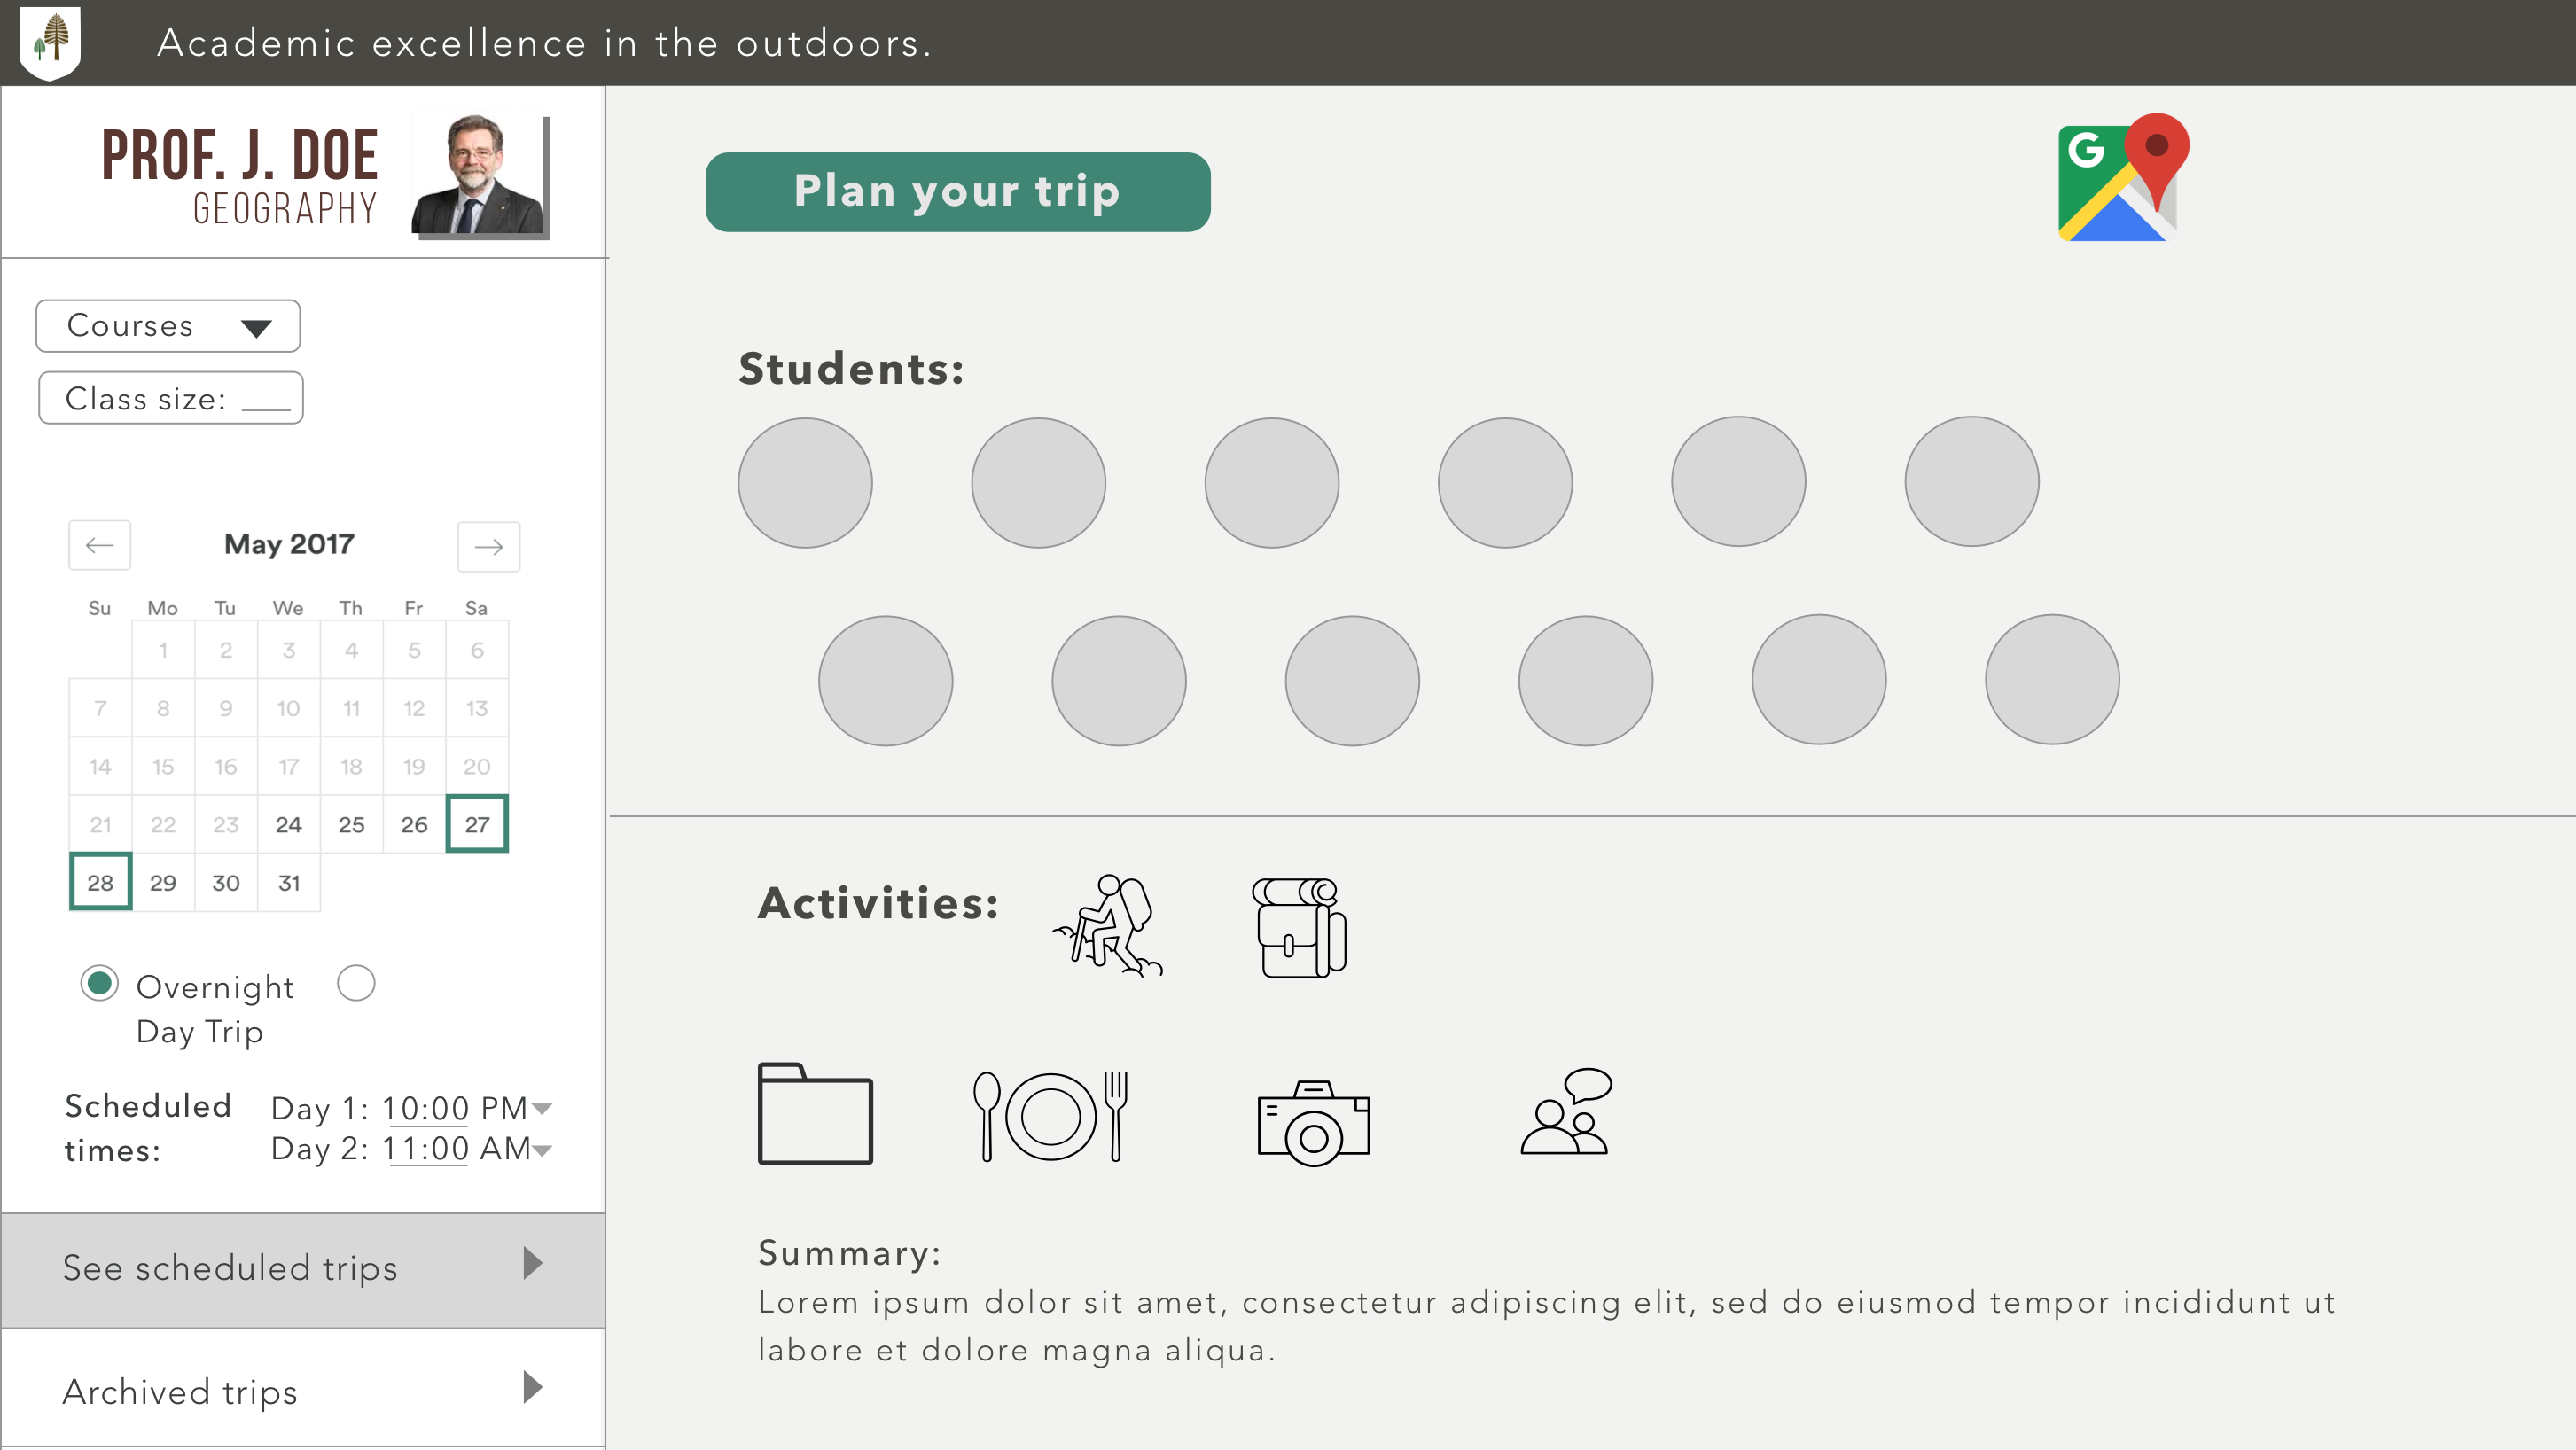 Academic excellence in the outdoors.
PROF. J. DOE
GEOGRAPHY
Courses
Class size: ___
May 2017
Su Mo Tu We Th Fr Sa
1 2 3 4 5 6
7 8 9 10 11 12 13
14 15 16 17 18 19 20
21 22 23 24 25 26 27
28 29 30 31
Overnight
Day Trip
Scheduled
times:
Day 1: 10:00 PM
Day 2: 11:00 AM
See scheduled trips
Archived trips
Plan your trip
G
Students:
Activities:
Summary:
Lorem ipsum dolor sit amet, consectetur adipiscing elit, sed do eiusmod tempor incididunt ut
labore et dolore magna aliqua.